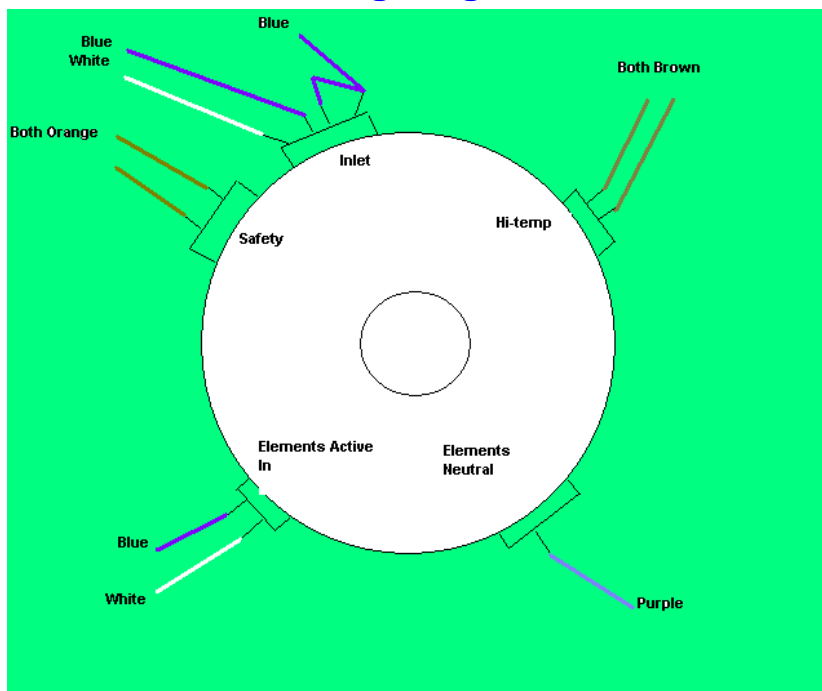 Blue
Blue
White
Both Brown
Both Orange
Inlet
Hi-temp
Safety
Elements Active
In
Elements
Neutral
Blue
White
Purple